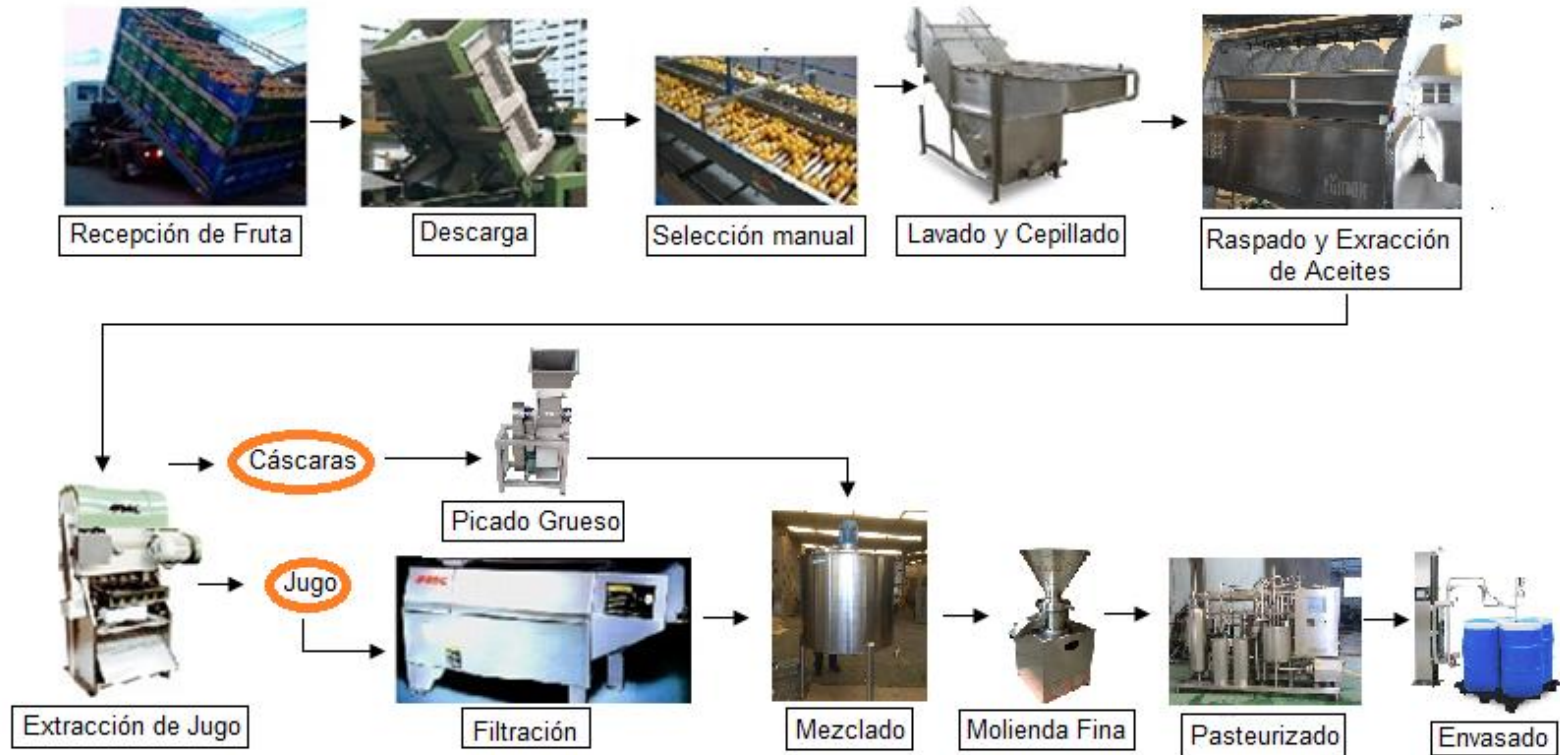 Recepción de Fruta
Descarga
Selección manual
Lavado y Cepillado
Raspado y Exracción
de Aceites
Cáscaras
Picado Grueso
Jugo
Extracción de Jugo
Filtración
Mezclado
Molienda Fina
Pasteurizado
Envasado